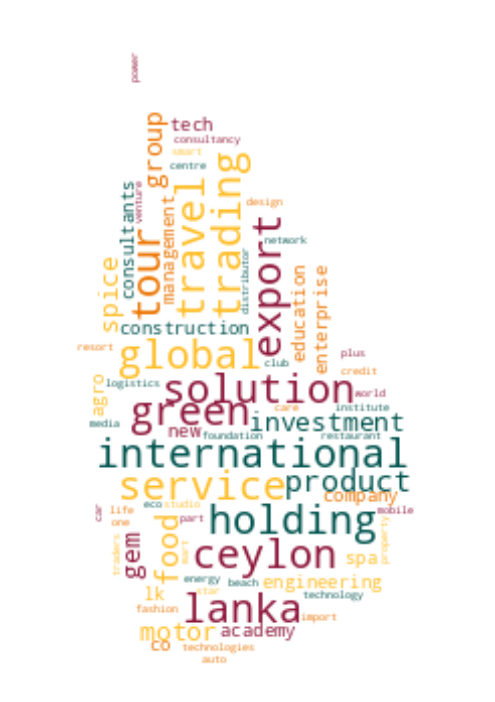 power
group
tech
consultancy
smart
centre
trading
travel
consultants
venture
management
design
tour
export
network
distributor
spice
education
enterprise
construction
resort
global
club
plus
credit
agro
logistics
solution
world
green
care
institute
media
new
foundation
investment
restaurant
international
service
product
company
car
life
one
eco
studio
part
holding
mobile
property
traders
gem
food
mart
ceylon
spa
energy
beach
engineering
lk
star
technology
fashion
lanka
import
motor
academy
co
technologies
auto